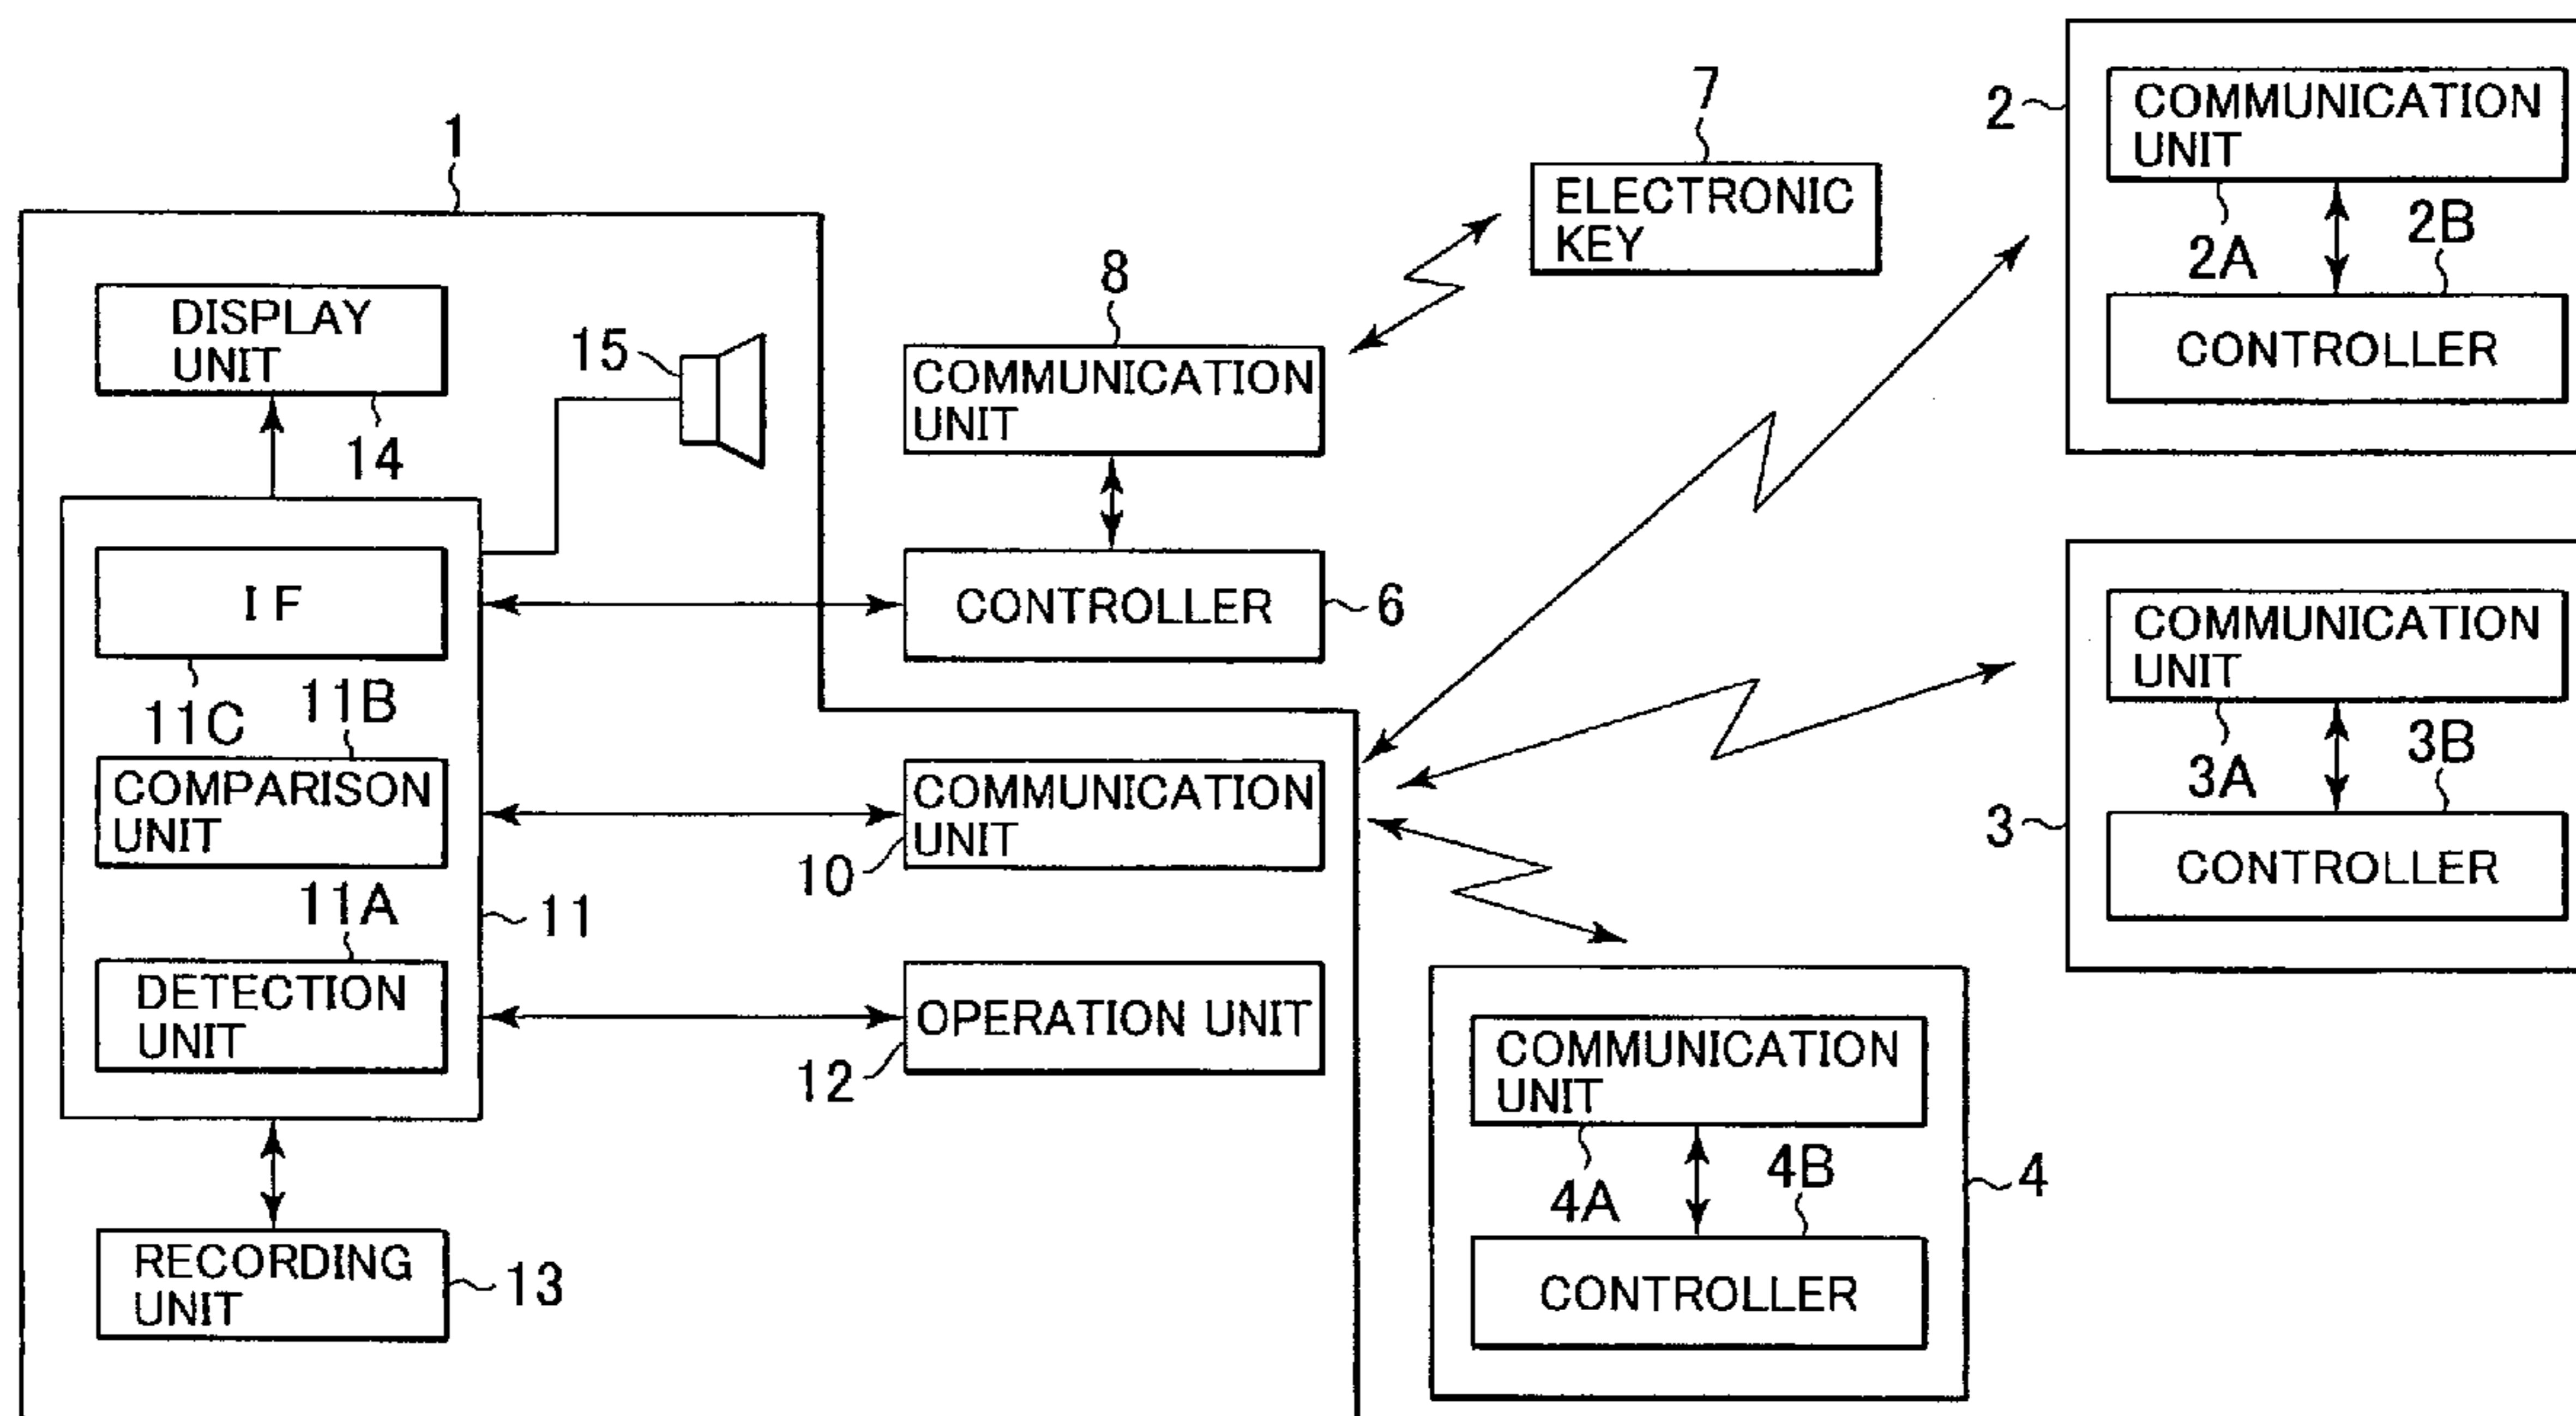 1
DISPLAY
UNIT
14
15
I F
11C
11B
COMPARISON
UNIT
11A
DETECTION
UNIT
11
RECORDING
UNIT
13
8
COMMUNICATION
UNIT
CONTROLLER
6
COMMUNICATION
UNIT
10
OPERATION UNIT
12
7
ELECTRONIC
KEY
2
COMMUNICATION
UNIT
2A
2B
CONTROLLER
3
COMMUNICATION
UNIT
3A
3B
CONTROLLER
COMMUNICATION
UNIT
4A
4B
4
CONTROLLER